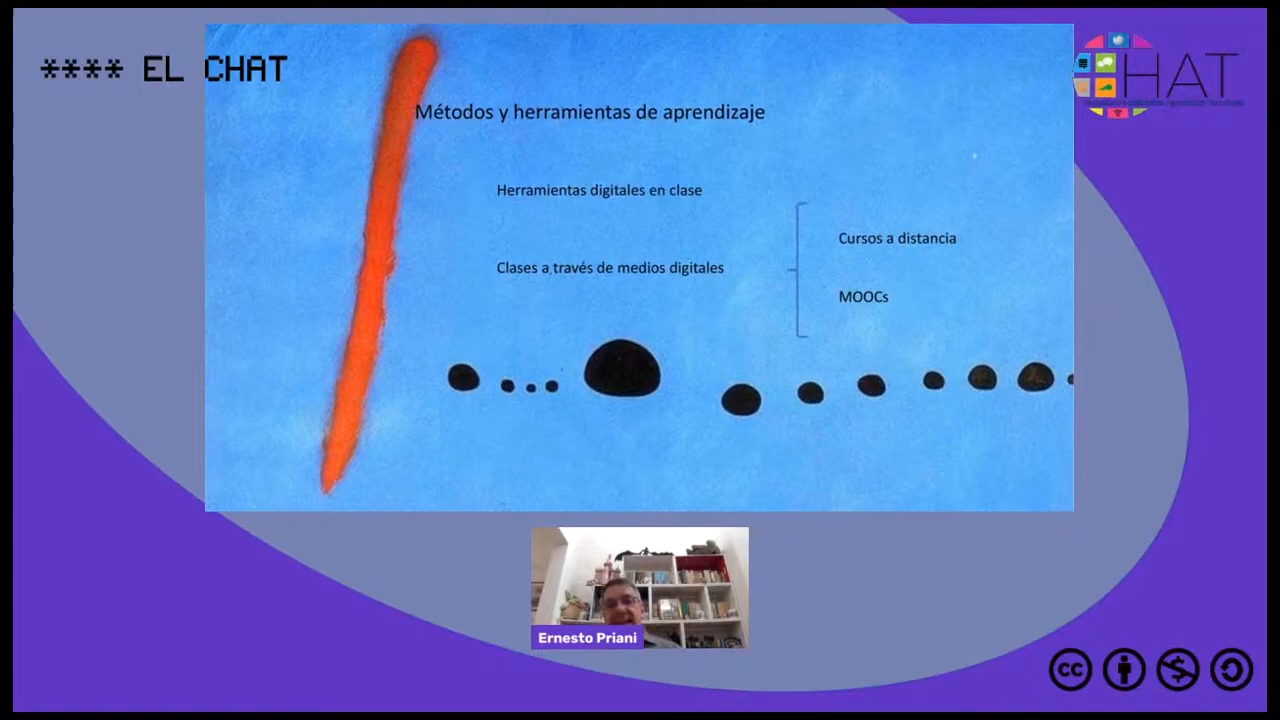 **** EL CHAT
HAT
Métodos y herramientas de aprendizaje
Herramientas digitales en clase
Clases a través de medios digitales
Cursos a distancia
MOOCs
Ernesto Priani
cc